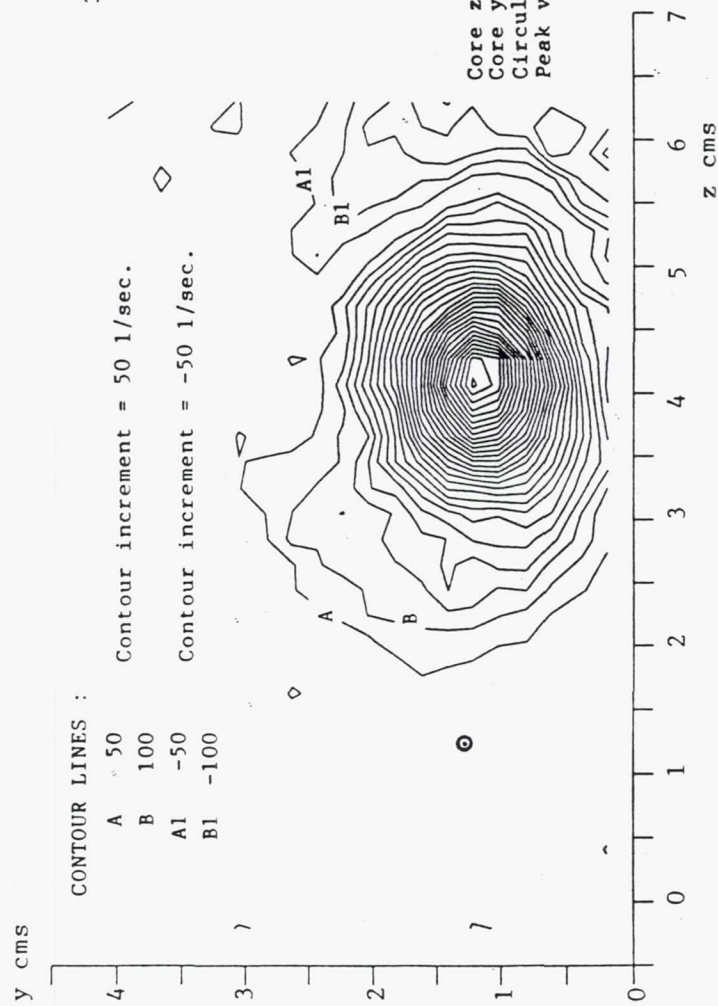 y cms
4
3
2
1
0
CONTOUR LINES :
A 50
B 100
A1 -50
B1 -100
Contour increment = 50 1/sec.
Contour increment = -50 1/sec.
A
B
A1
B1
Core z
Core y
Circul
Peak v
0 1 2 3 4 5 6 7
z cms